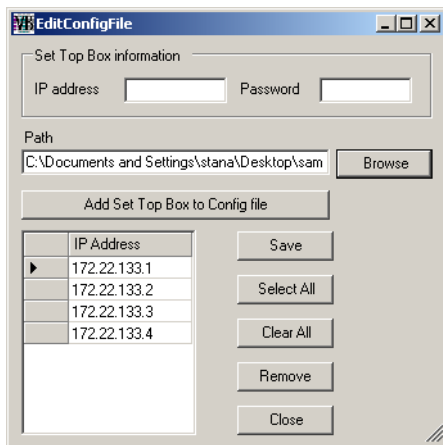 EditConfigFile
Set Top Box information
IP address
Password
Path
C:\Documents and Settings\stana\Desktop\sam
Browse
Add Set Top Box to Config file
IP Address
172.22.133.1
172.22.133.2
172.22.133.3
172.22.133.4
Save
Select All
Clear All
Remove
Close